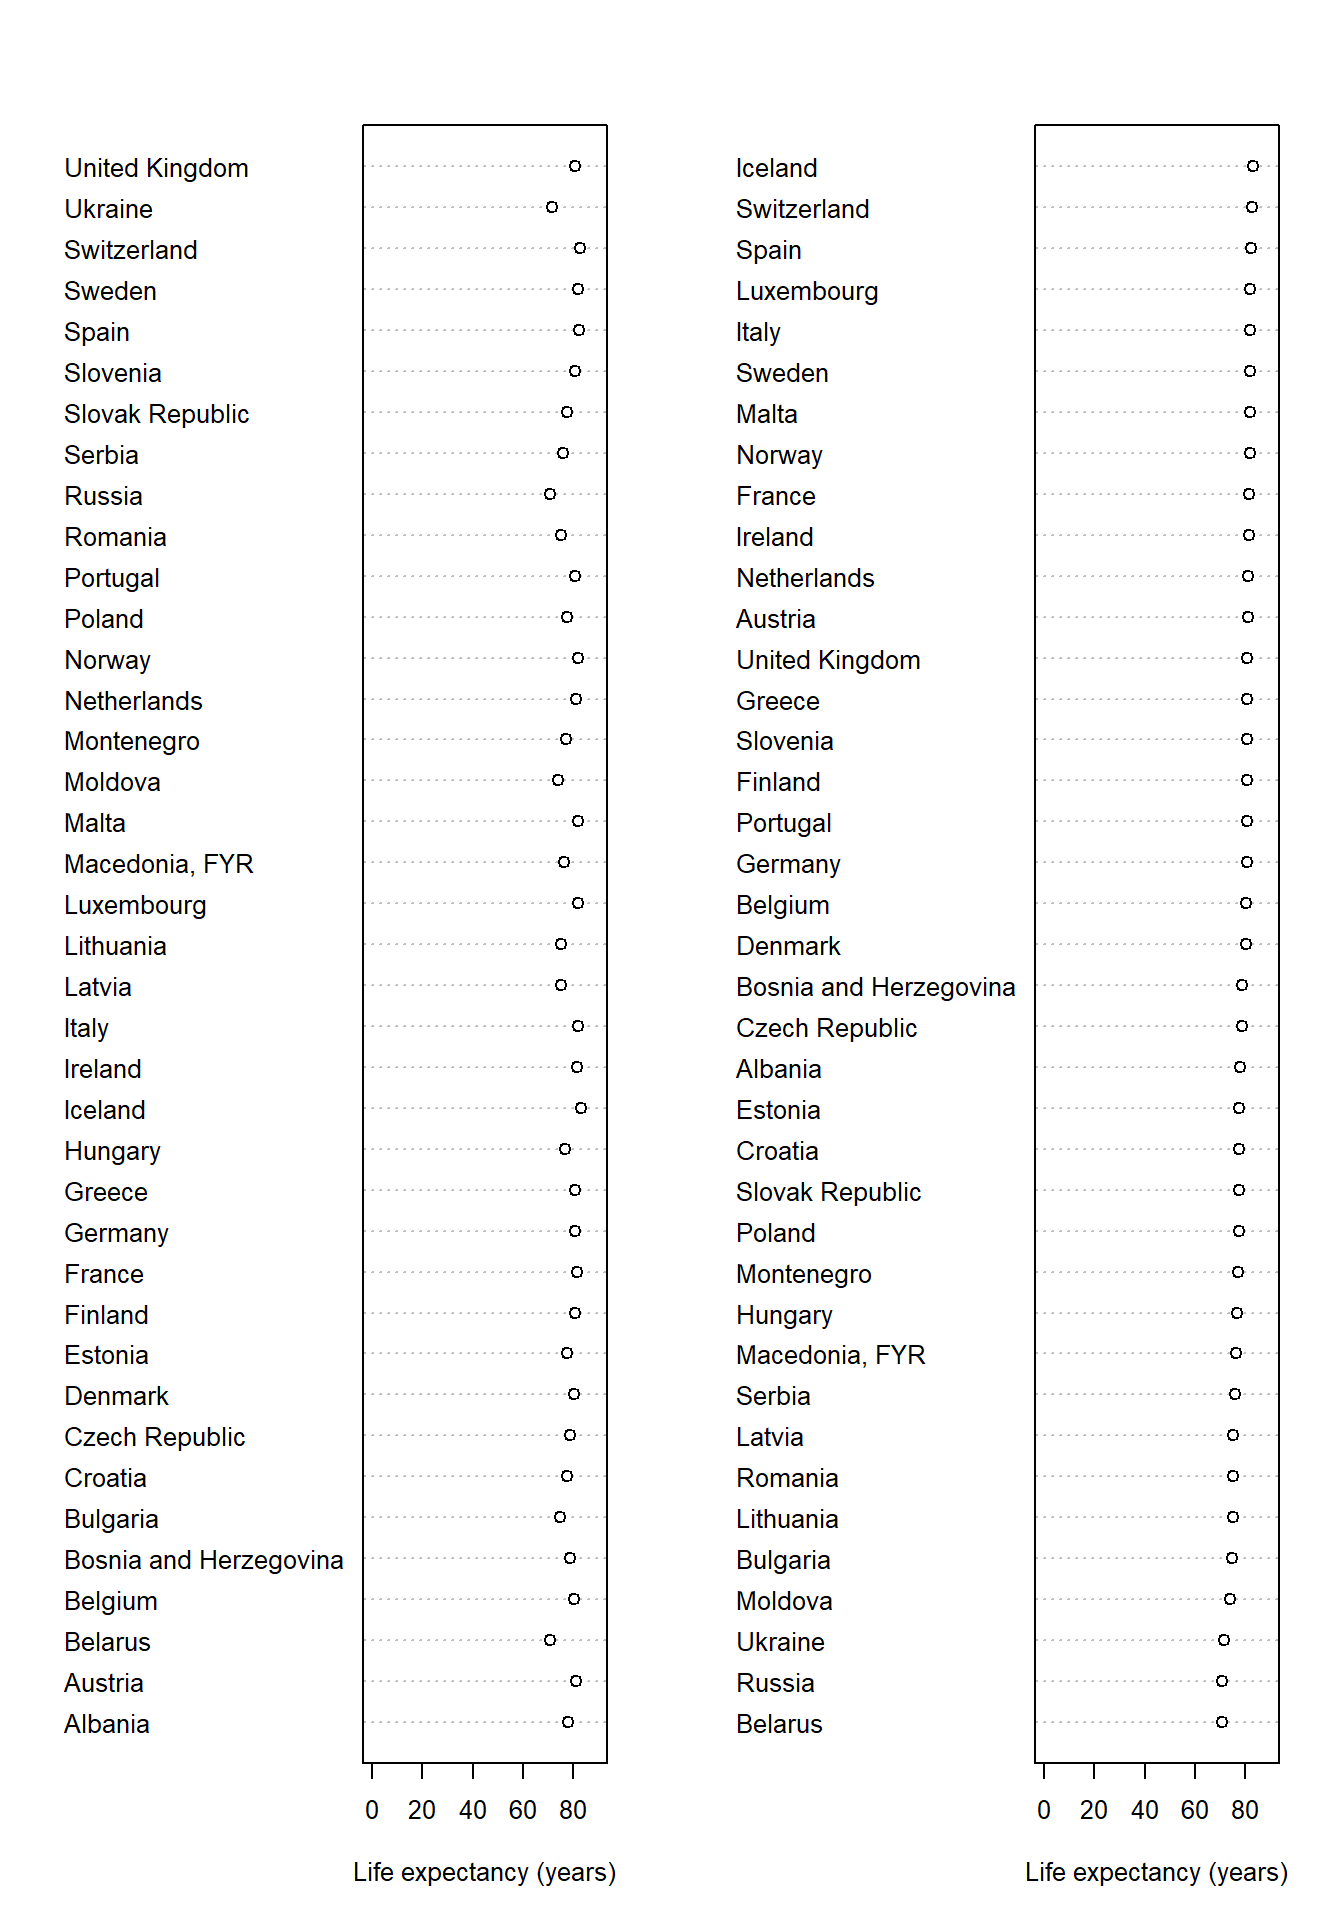 United Kingdom
Ukraine
Switzerland
Sweden
Spain
Slovenia
Slovak Republic
Serbia
Russia
Romania
Portugal
Poland
Norway
Netherlands
Montenegro
Moldova
Malta
Macedonia, FYR
Luxembourg
Lithuania
Latvia
Italy
Ireland
Iceland
Hungary
Greece
Germany
France
Finland
Estonia
Denmark
Czech Republic
Croatia
Bulgaria
Bosnia and Herzegovina
Belgium
Belarus
Austria
Albania
0 20 40 60 80
Life expectancy (years)
Iceland
Switzerland
Spain
Luxembourg
Italy
Sweden
Malta
Norway
France
Ireland
Netherlands
Austria
United Kingdom
Greece
Slovenia
Finland
Portugal
Germany
Belgium
Denmark
Bosnia and Herzegovina
Czech Republic
Albania
Estonia
Croatia
Slovak Republic
Poland
Montenegro
Hungary
Macedonia, FYR
Serbia
Latvia
Romania
Lithuania
Bulgaria
Moldova
Ukraine
Russia
Belarus
0 20 40 60 80
Life expectancy (years)